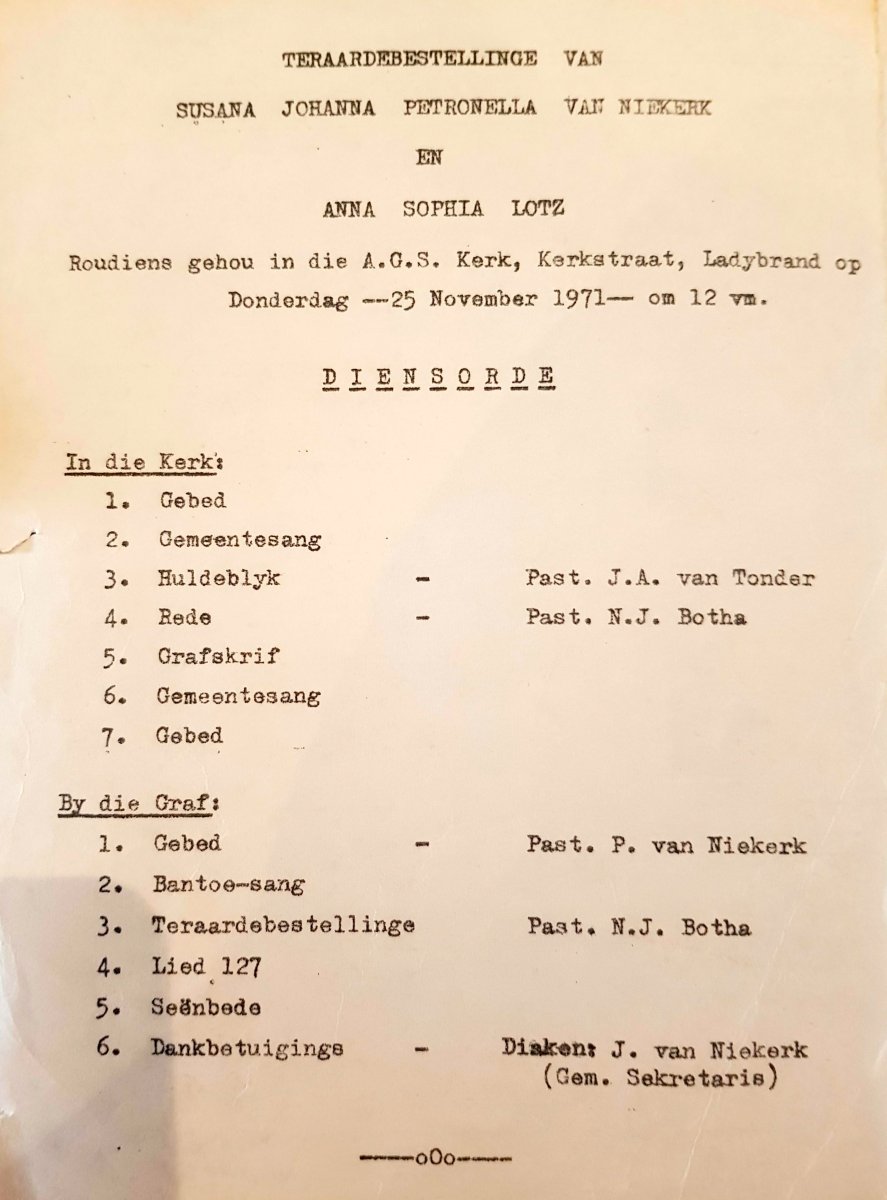 TERAARDEBESTELLINGE VAN
SUSANA JOHANNA PETRONELLA VAN NIEKERK
EN
ANNA SOPHIA LOTZ
Roudiens gehou in die A.G.S. Kerk, Kerkstraat, Ladybrand op
Donderdag --25 November 1971-- om 12 vm.
D I E N S O R D E
In die Kerk:
1. Gebed
2. Gemeentesang
3. Huldeblyk - Past. J.A. van Tonder
4. Rede - Past. N.J. Botha
5. Grafskrif
6. Gemeentesang
7. Gebed
By die Graf:
1. Gebed - Past. P. van Niekerk
2. Bantoe-sang
3. Teraardebestellinge Past. N.J. Botha
4. Lied 127
5. Seënbede
6. Dankbetuigings - Diaken: J. van Niekerk
(Gem. Sekretaris)
-----oOo-----